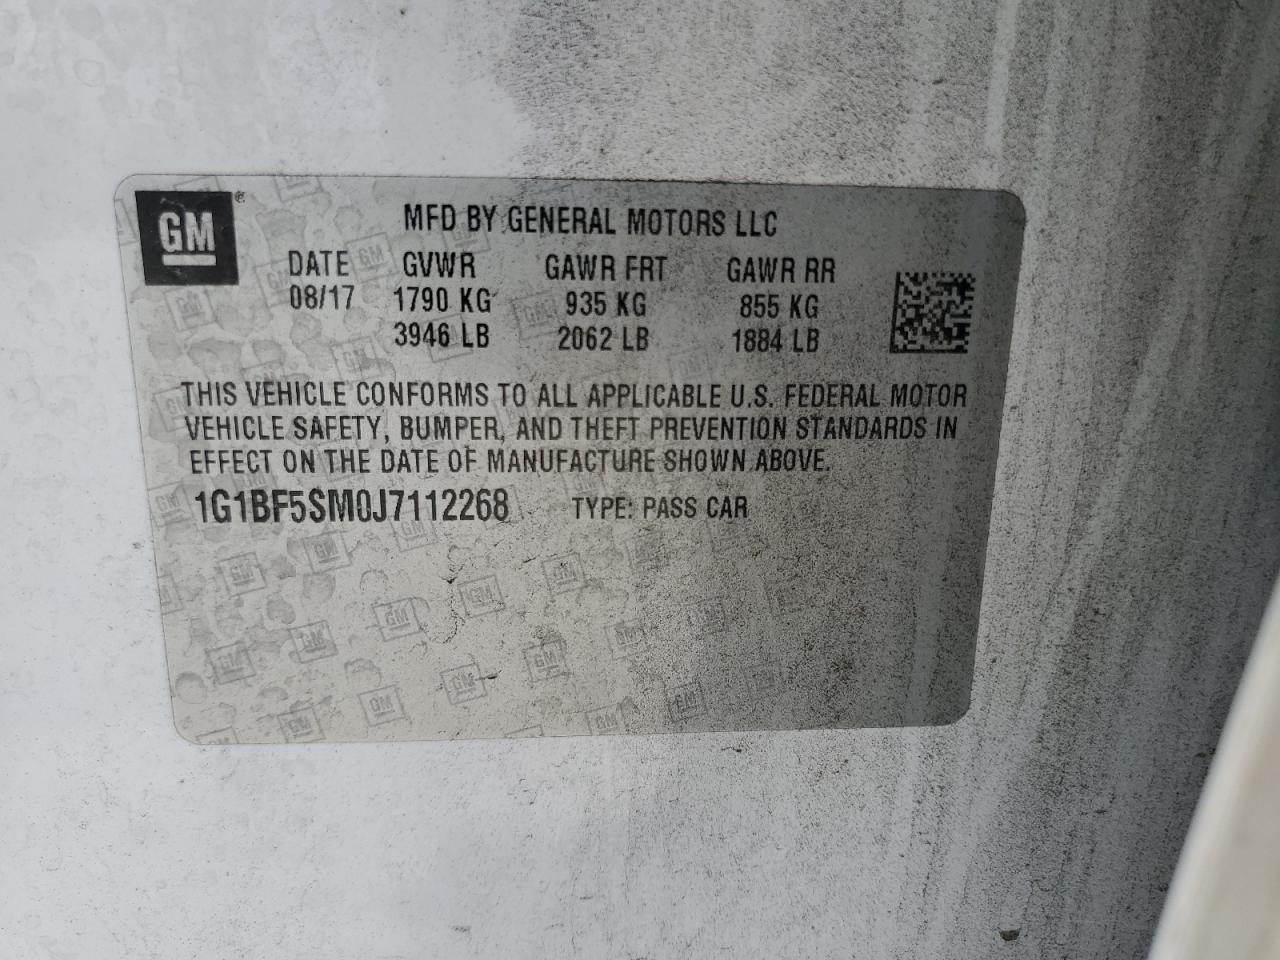 GM®
MFD BY GENERAL MOTORS LLC
DATE GVWR GAWR FRT GAWR RR
08/17 1790 KG 935 KG 855 KG
3946 LB 2062 LB 1884 LB
THIS VEHICLE CONFORMS TO ALL APPLICABLE U.S. FEDERAL MOTOR
VEHICLE SAFETY, BUMPER, AND THEFT PREVENTION STANDARDS IN
EFFECT ON THE DATE OF MANUFACTURE SHOWN ABOVE.
1G1BF5SM0J7112268 TYPE: PASS CAR